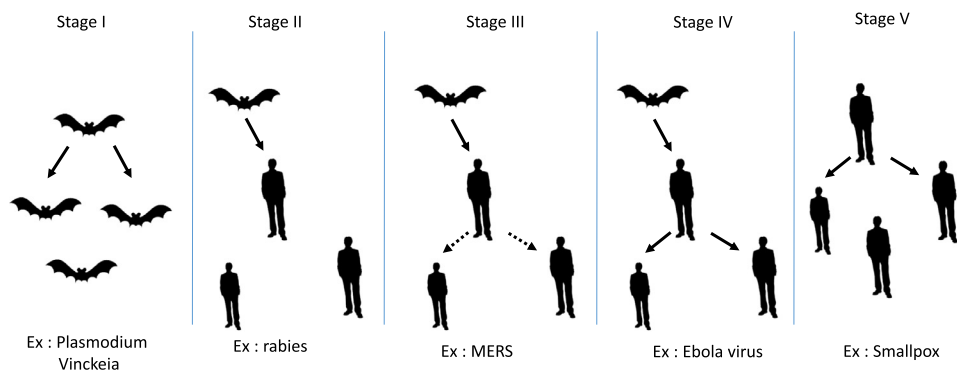 Stage I
Stage II
Stage III
Stage IV
Stage V
Ex : Plasmodium
Vinckeia
Ex : rabies
Ex : MERS
Ex : Ebola virus
Ex : Smallpox